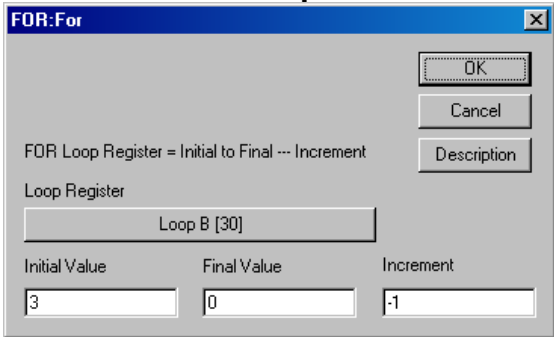 FOR:For
OK
Cancel
FOR Loop Register = Initial to Final --- Increment
Description
Loop Register
Loop B [30]
Initial Value Final Value Increment
3 0 -1